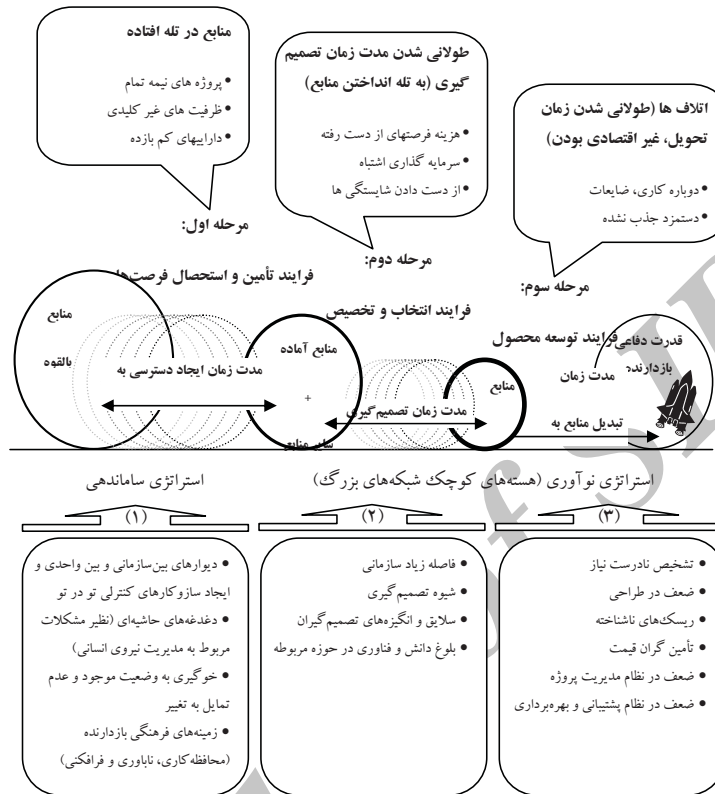 منابع در تله افتاده
• پروژه های نیمه تمام
• ظرفیت های غیر کلیدی
• داراییهای کم بازده
طولانی شدن مدت زمان تصمیم
گیری (به تله انداختن منابع)
• هزینه فرصتهای از دست رفته
• سرمایه گذاری اشتباه
• از دست دادن شایستگی ها
اتلاف ها (طولانی شدن زمان
تحویل، غیر اقتصادی بودن)
• دوباره کاری، ضایعات
• دستمزد جذب نشده
مرحله اول:
فرایند تأمین و استحصال فرصت‌ها
مرحله دوم:
فرایند انتخاب و تخصیص
مرحله سوم:
فرایند توسعه محصول
منابع
بالقوه
مدت زمان ایجاد دسترسی به
منابع آماده
+
سایر منابع
مدت زمان تصمیم‌گیری
منابع
مدت زمان
تبدیل منابع به
قدرت دفاعی
بازدارنده
استراتژی ساماندهی
استراتژی نوآوری (هسته‌های کوچک شبکه‌های بزرگ)
(۱)
(۲)
(۳)
• دیوارهای بین‌سازمانی و بین واحدی و
ایجاد سازوکارهای کنترلی تو در تو
• دغدغه‌های حاشیه‌ای (نظیر مشکلات
مربوط به مدیریت نیروی انسانی)
• خوگیری به وضعیت موجود و عدم
تمایل به تغییر
• زمینه‌های فرهنگی بازدارنده
(محافظه‌کاری، ناباوری و فرافکنی)
• فاصله زیاد سازمانی
• شیوه تصمیم‌گیری
• سلایق و انگیزه‌های تصمیم‌گیران
• بلوغ دانش و فناوری در حوزه مربوطه
• تشخیص نادرست نیاز
• ضعف در طراحی
• ریسک‌های ناشناخته
• تأمین گران قیمت
• ضعف در نظام مدیریت پروژه
• ضعف در نظام پشتیبانی و بهره‌برداری